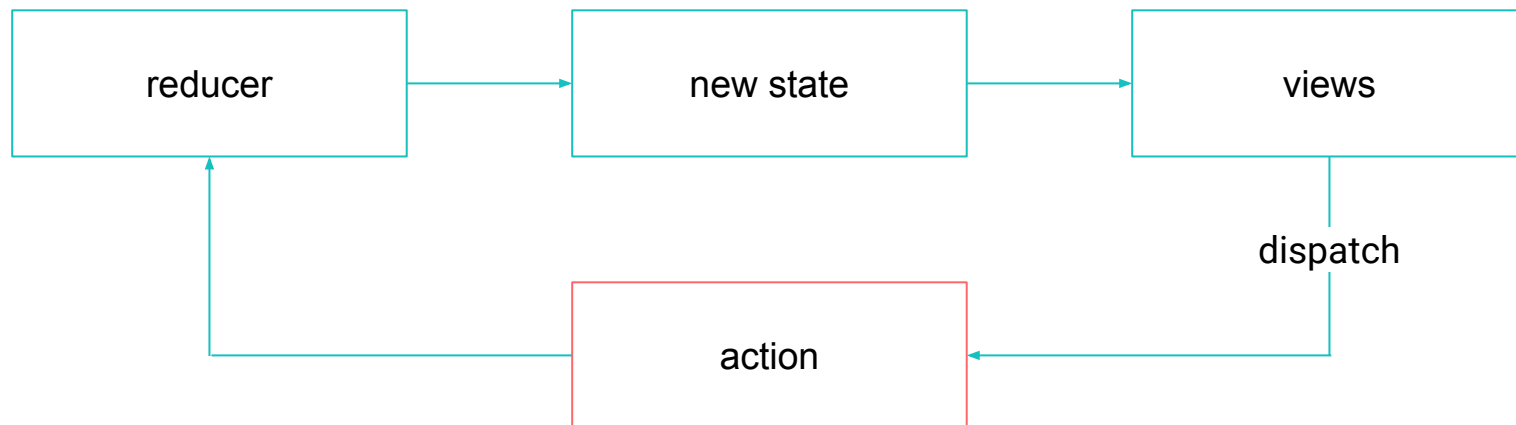 reducer
new state
views
dispatch
action